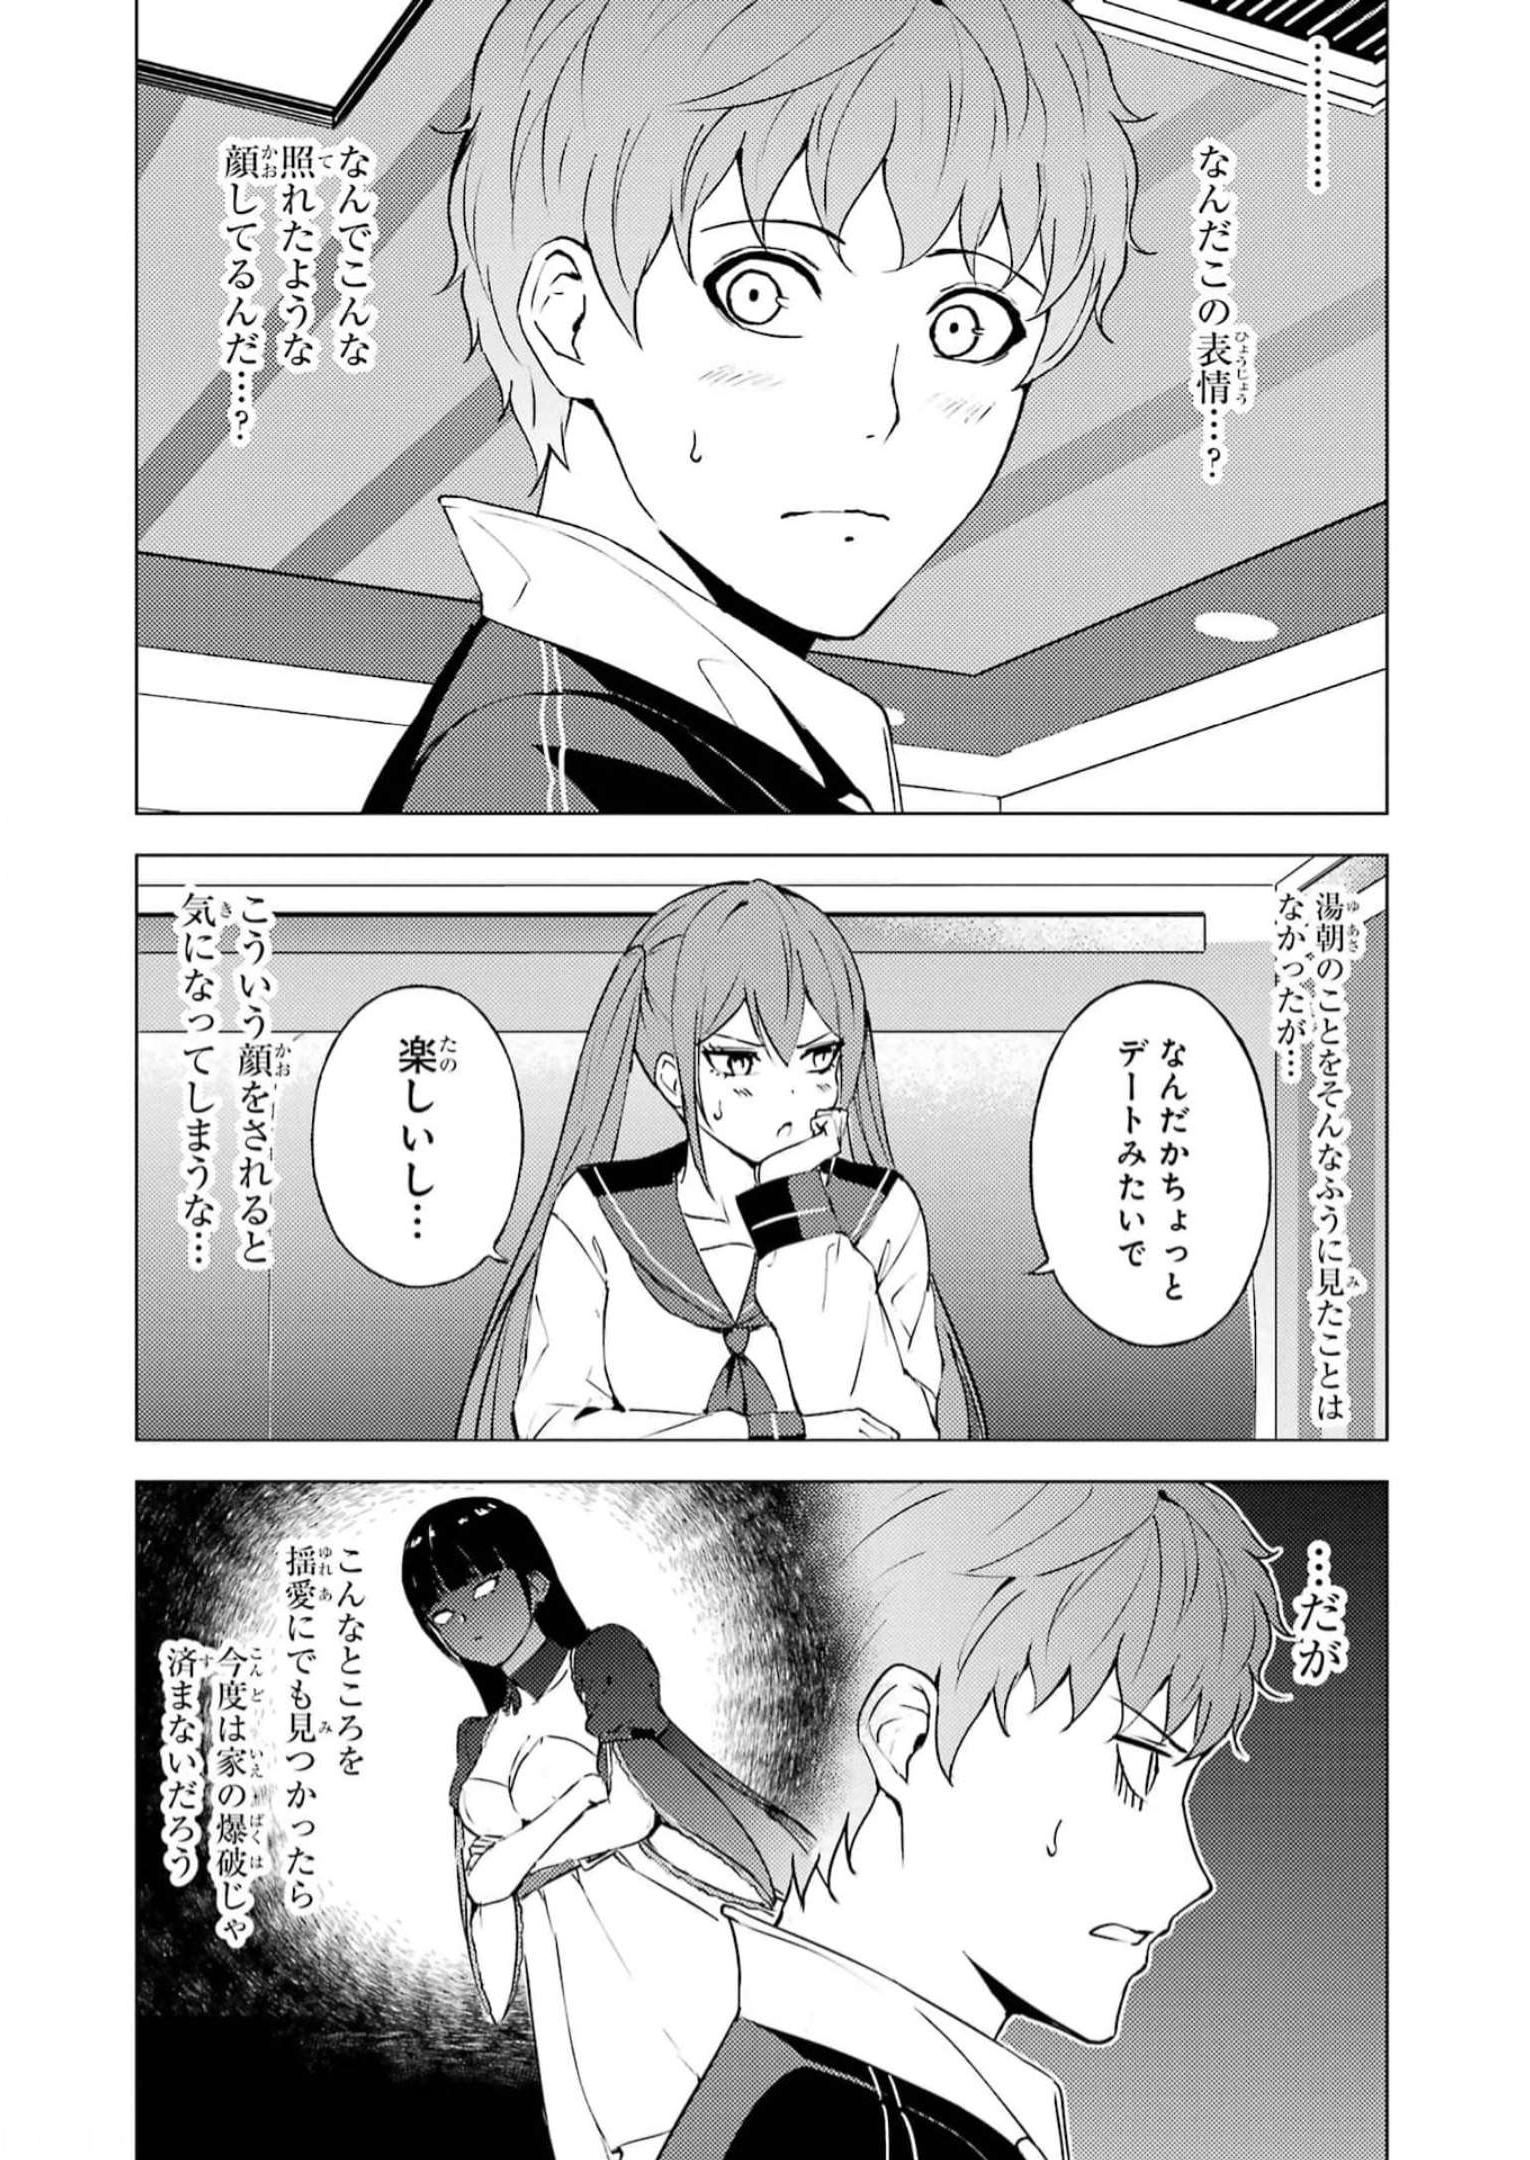 …………
なんだこの表情…?
なんでこんな
照れたような
顔してるんだ…?
湯朝のことをそんなふうに見たことは
なかったが…
なんだかちょっと
デートみたいで
楽しいし…
こういう顔をされると
気になってしまうな…
…だが
こんなところを
揺愛にでも見つかったら
今度は家の爆破じゃ
済まないだろう